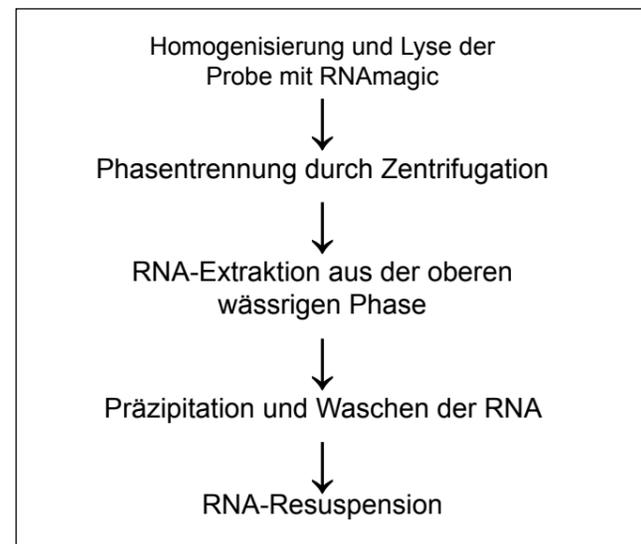 Homogenisierung und Lyse der
Probe mit RNAmagic
Phasentrennung durch Zentrifugation
RNA-Extraktion aus der oberen
wässrigen Phase
Präzipitation und Waschen der RNA
RNA-Resuspension